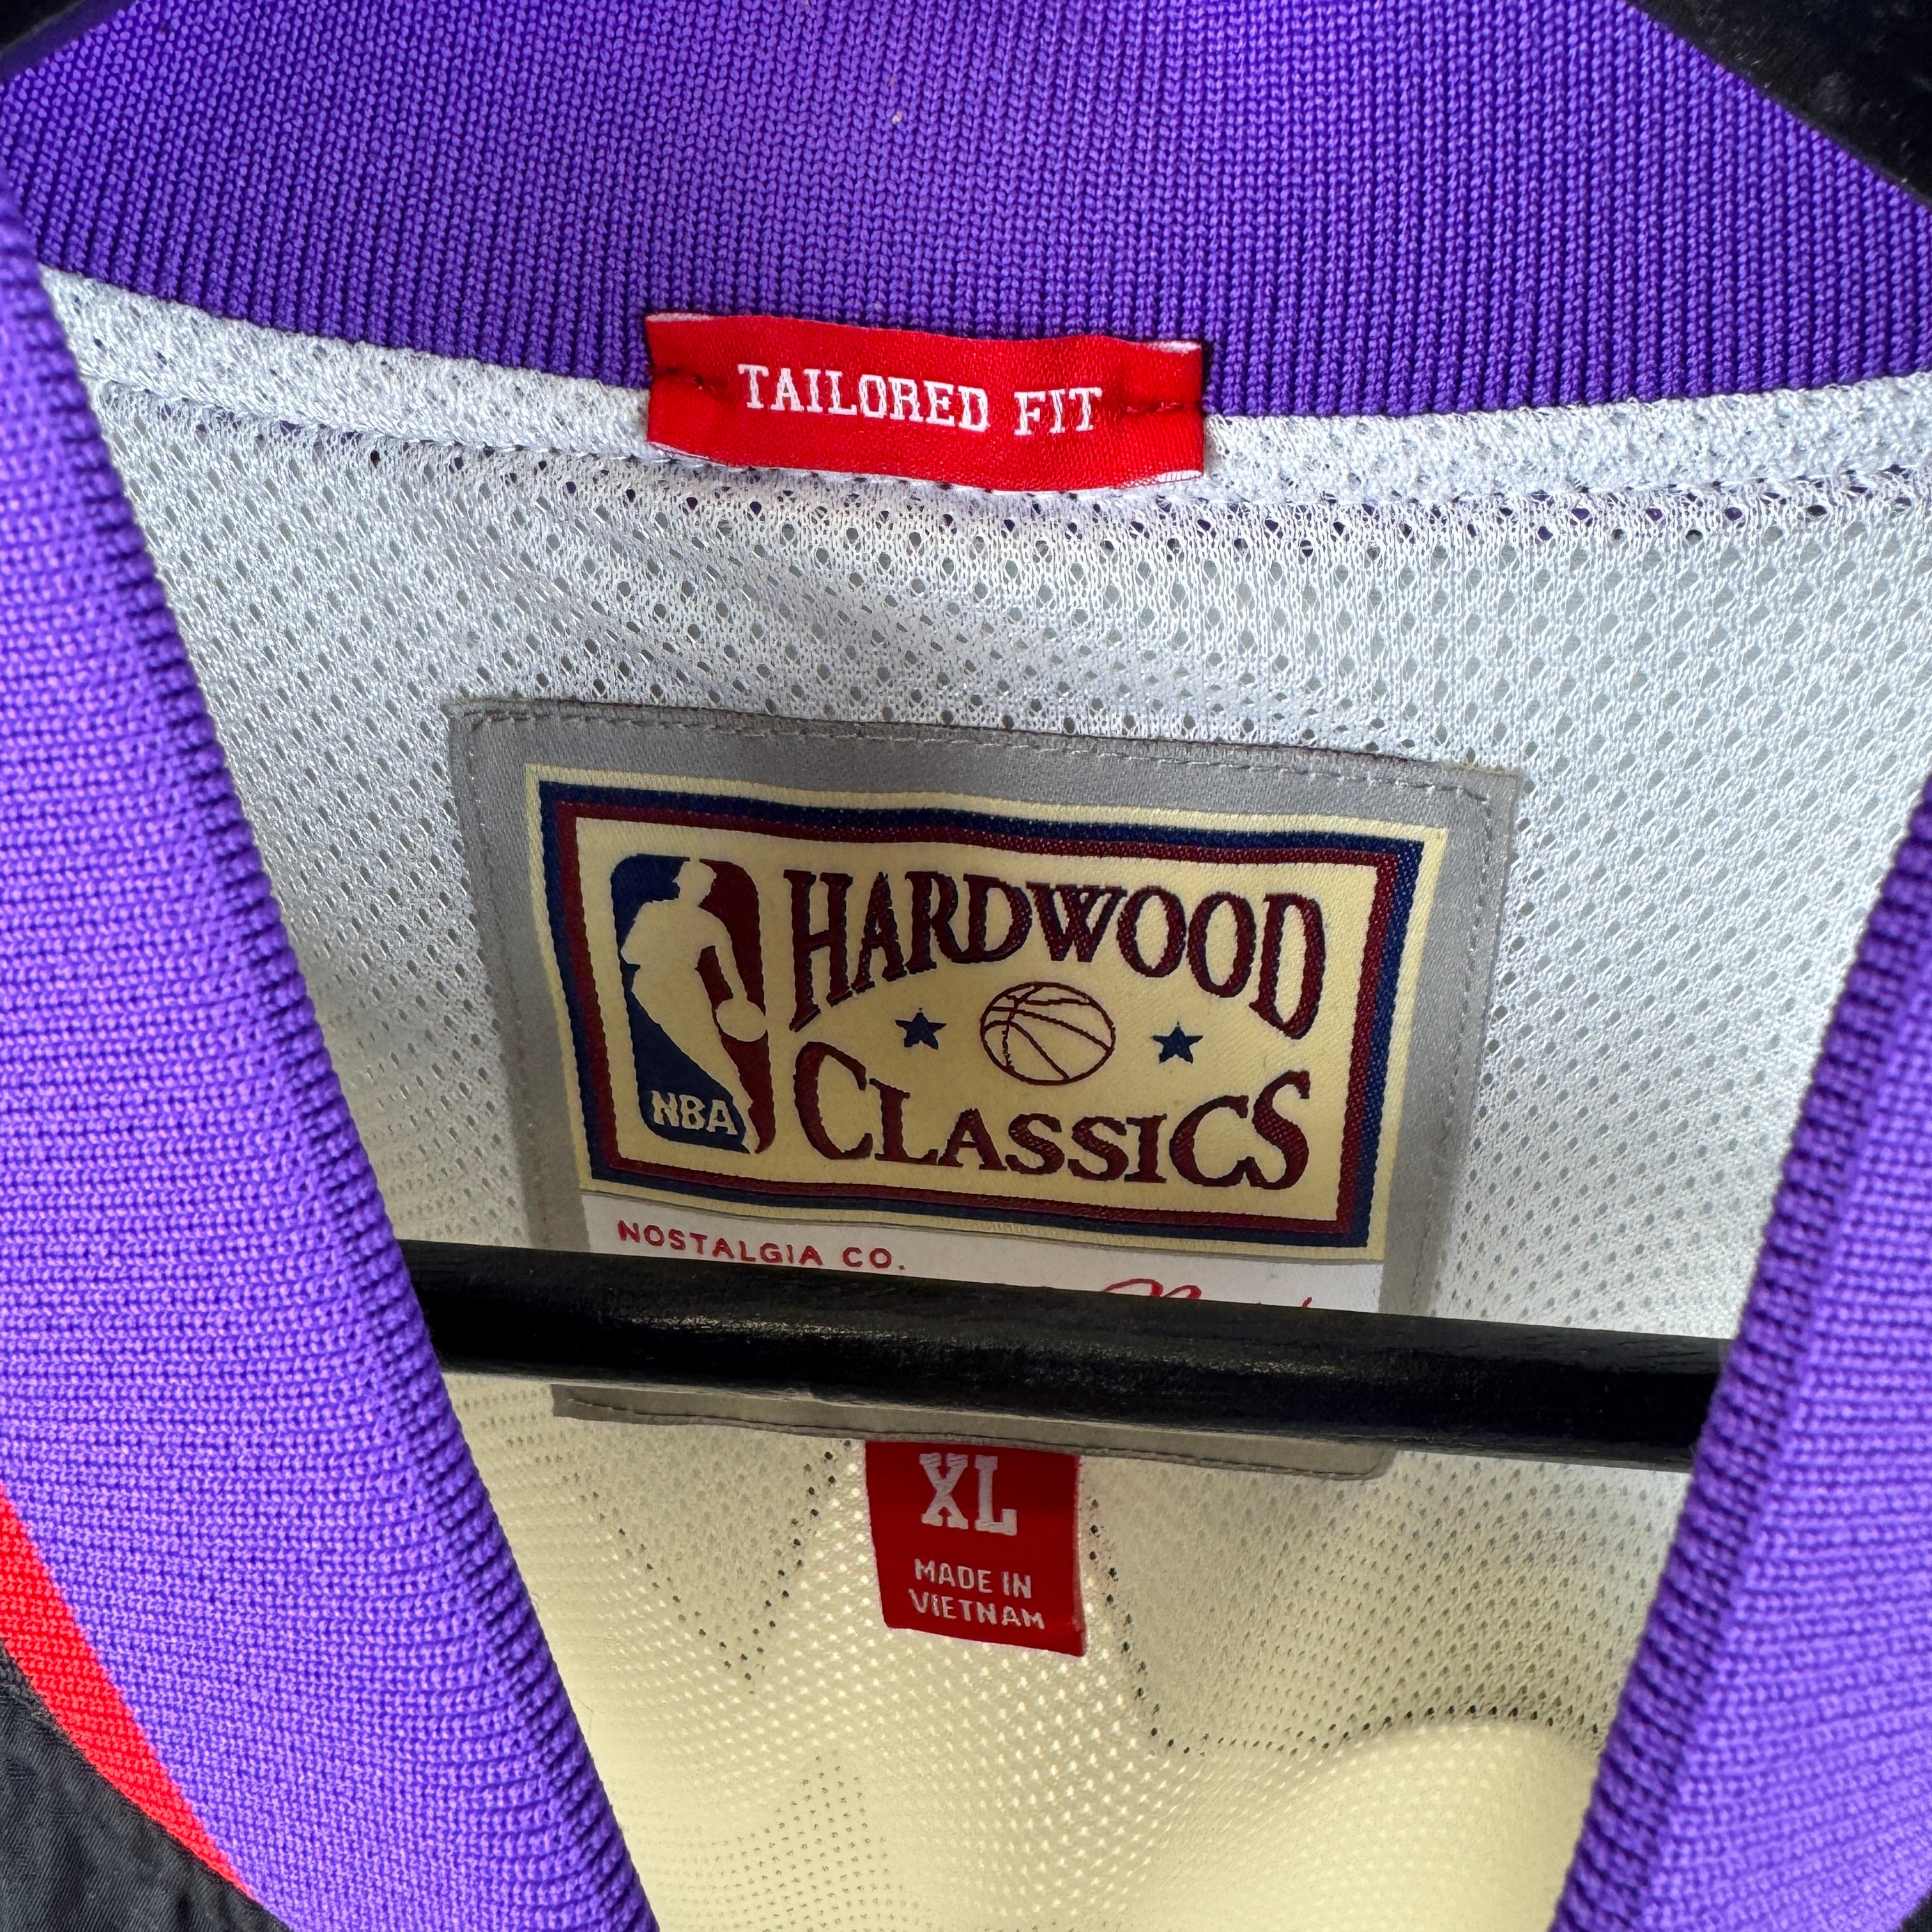 TAILORED FIT
HARDWOOD
CLASSICS
NBA
NOSTALGIA CO.
XL
MADE IN
VIETNAM